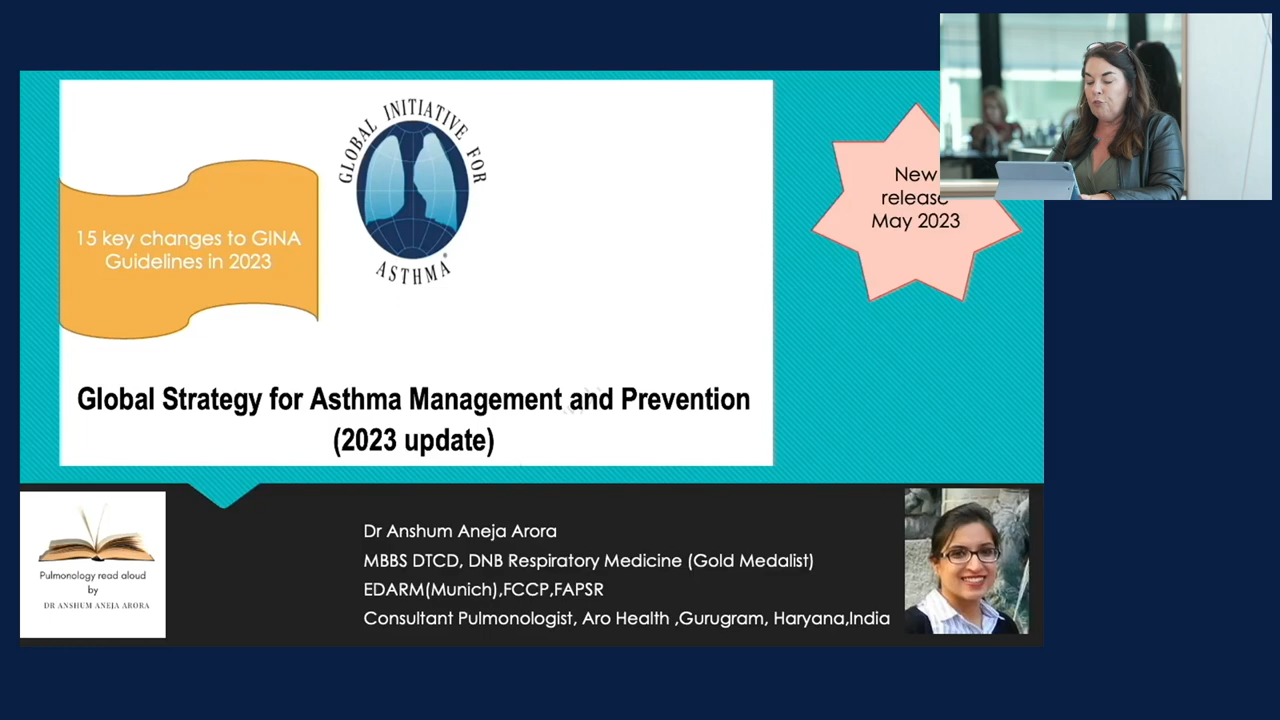 GLOBAL INITIATIVE FOR
ASTHMA
15 key changes to GINA
Guidelines in 2023
New
release
May 2023
Global Strategy for Asthma Management and Prevention
(2023 update)
Pulmonology read aloud
by
DR ANSHUM ANEJA ARORA
Dr Anshum Aneja Arora
MBBS DTCD, DNB Respiratory Medicine (Gold Medalist)
EDARM(Munich),FCCP,FAPSR
Consultant Pulmonologist, Aro Health ,Gurugram, Haryana,India